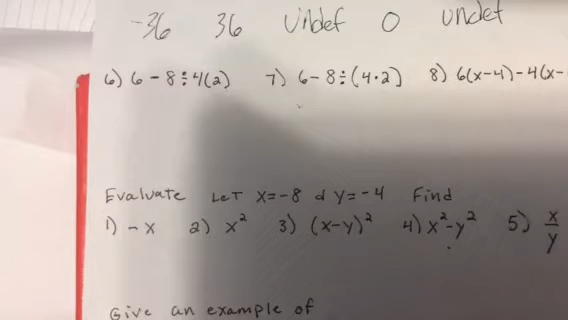 -36 36 Undef 0 undef
6) 6 - 8 ÷ 4(2) 7) 6 - 8 ÷ (4·2) 8) 6(x-4) - 4(x-
Evaluate LET x = -8 & y = -4 Find
1) - x 2) x² 3) (x-y)² 4) x² - y² 5) x/y
Give an example of